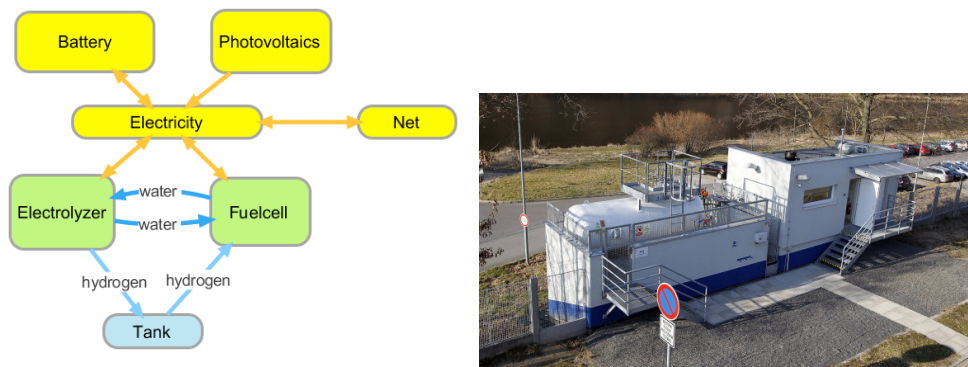 Battery
Photovoltaics
Electricity
Net
Electrolyzer
water
water
Fuelcell
hydrogen
hydrogen
Tank